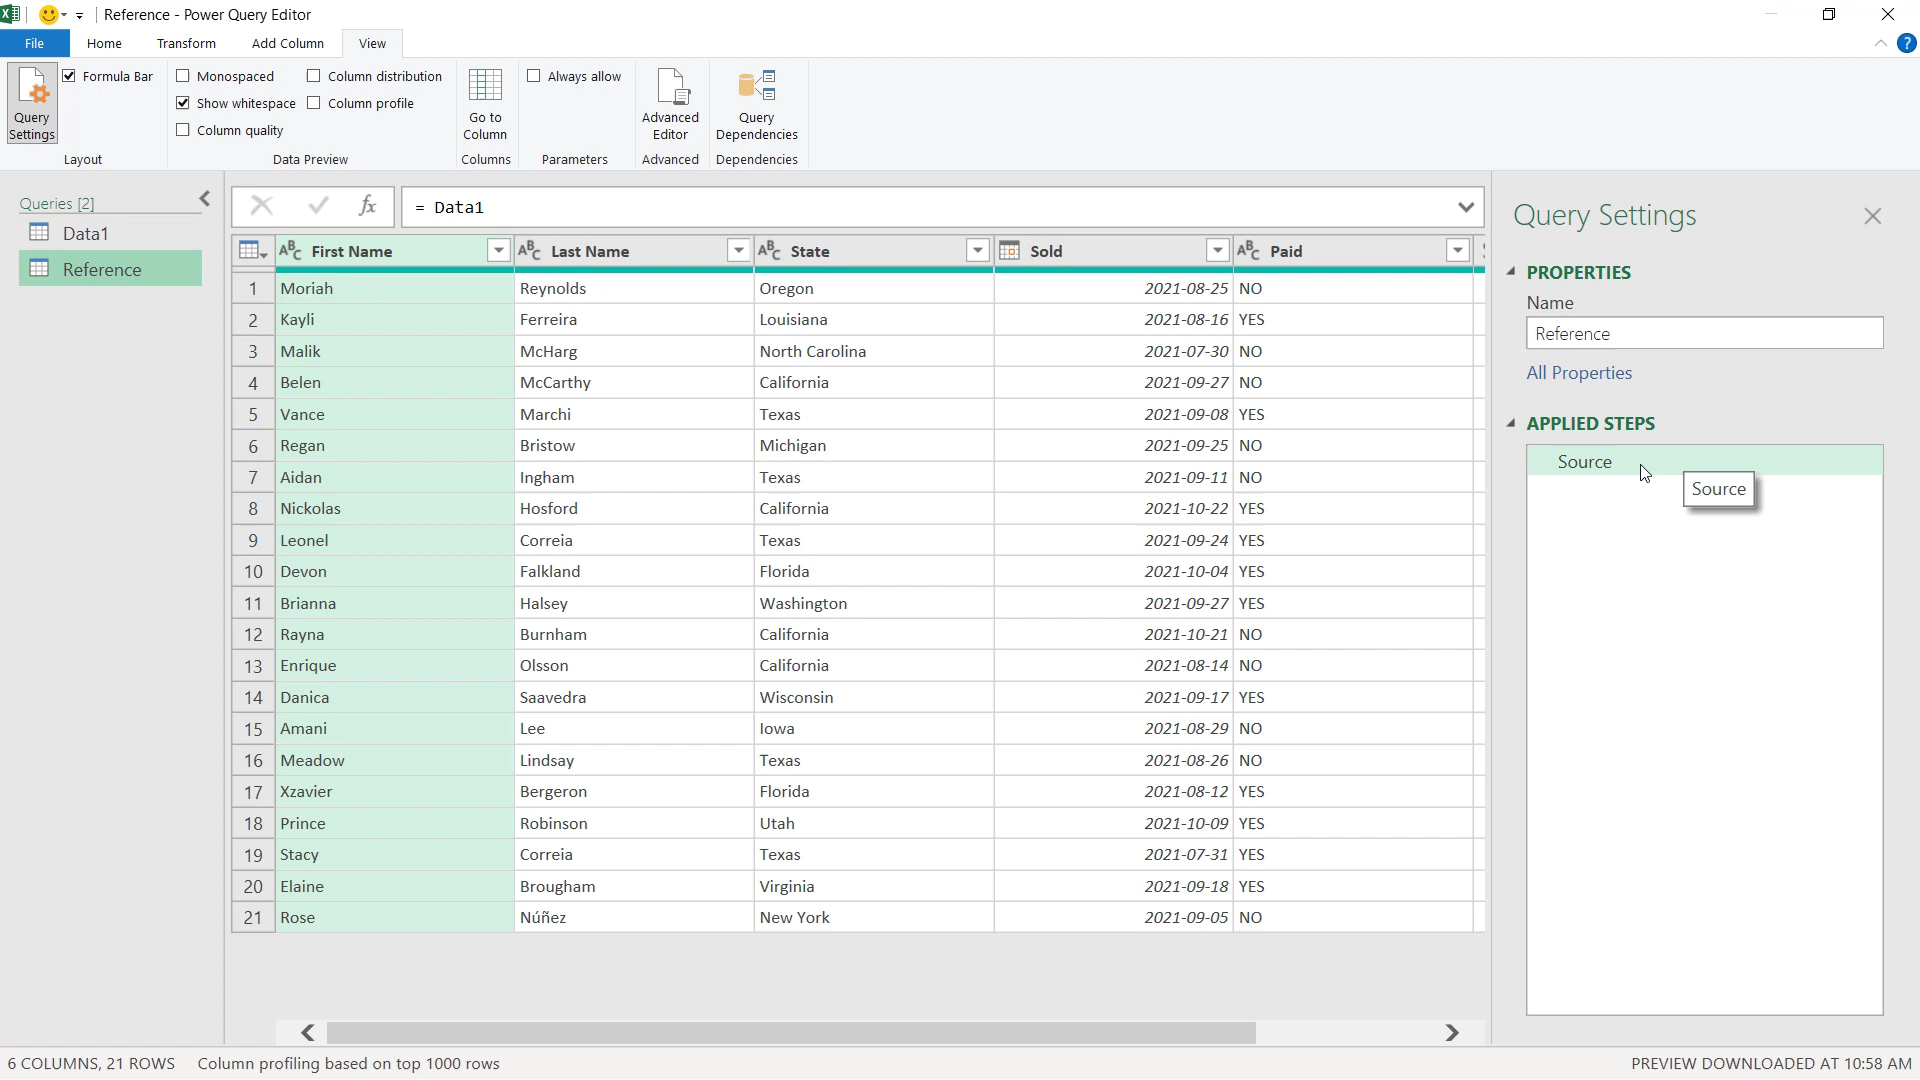 Reference - Power Query Editor
File Home Transform Add Column View
Query Settings
Formula Bar
Layout
Monospaced
Show whitespace
Column quality
Column distribution
Column profile
Data Preview
Go to Column
Columns
Always allow
Parameters
Advanced Editor
Advanced
Query Dependencies
Dependencies
Queries [2]
Data1
Reference
fx = Data1
ABC First Name ABC Last Name ABC State Sold ABC Paid
1 Moriah Reynolds Oregon 2021-08-25 NO
2 Kayli Ferreira Louisiana 2021-08-16 YES
3 Malik McHarg North Carolina 2021-07-30 NO
4 Belen McCarthy California 2021-09-27 NO
5 Vance Marchi Texas 2021-09-08 YES
6 Regan Bristow Michigan 2021-09-25 NO
7 Aidan Ingham Texas 2021-09-11 NO
8 Nickolas Hosford California 2021-10-22 YES
9 Leonel Correia Texas 2021-09-24 YES
10 Devon Falkland Florida 2021-10-04 YES
11 Brianna Halsey Washington 2021-09-27 YES
12 Rayna Burnham California 2021-10-21 NO
13 Enrique Olsson California 2021-08-14 NO
14 Danica Saavedra Wisconsin 2021-09-17 YES
15 Amani Lee Iowa 2021-08-29 NO
16 Meadow Lindsay Texas 2021-08-26 NO
17 Xzavier Bergeron Florida 2021-08-12 YES
18 Prince Robinson Utah 2021-10-09 YES
19 Stacy Correia Texas 2021-07-31 YES
20 Elaine Brougham Virginia 2021-09-18 YES
21 Rose Núñez New York 2021-09-05 NO
Query Settings
PROPERTIES
Name
Reference
All Properties
APPLIED STEPS
Source
Source
6 COLUMNS, 21 ROWS Column profiling based on top 1000 rows
PREVIEW DOWNLOADED AT 10:58 AM